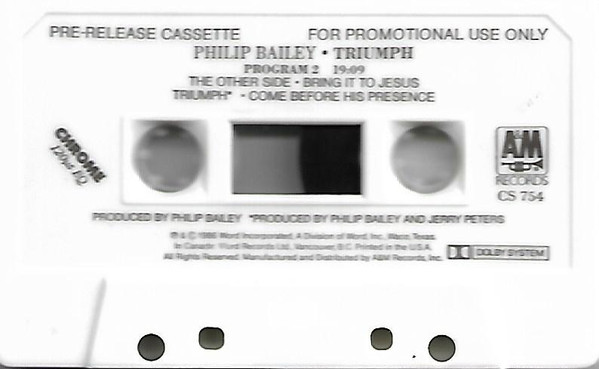 PRE-RELEASE CASSETTE FOR PROMOTIONAL USE ONLY
PHILIP BAILEY • TRIUMPH
PROGRAM 2 19:09
THE OTHER SIDE • BRING IT TO JESUS
TRIUMPH* • COME BEFORE HIS PRESENCE
CHROME
120us EQ
A&M
RECORDS
CS 754
PRODUCED BY PHILIP BAILEY *PRODUCED BY PHILIP BAILEY AND JERRY PETERS
℗ & © 1986 Word Incorporated, A Division of Word, Inc., Waco, Texas.
In Canada: Word Records Ltd., Vancouver, B.C. Printed in the U.S.A.
All Rights Reserved. Manufactured and Distributed by A&M Records, Inc.
DOLBY SYSTEM